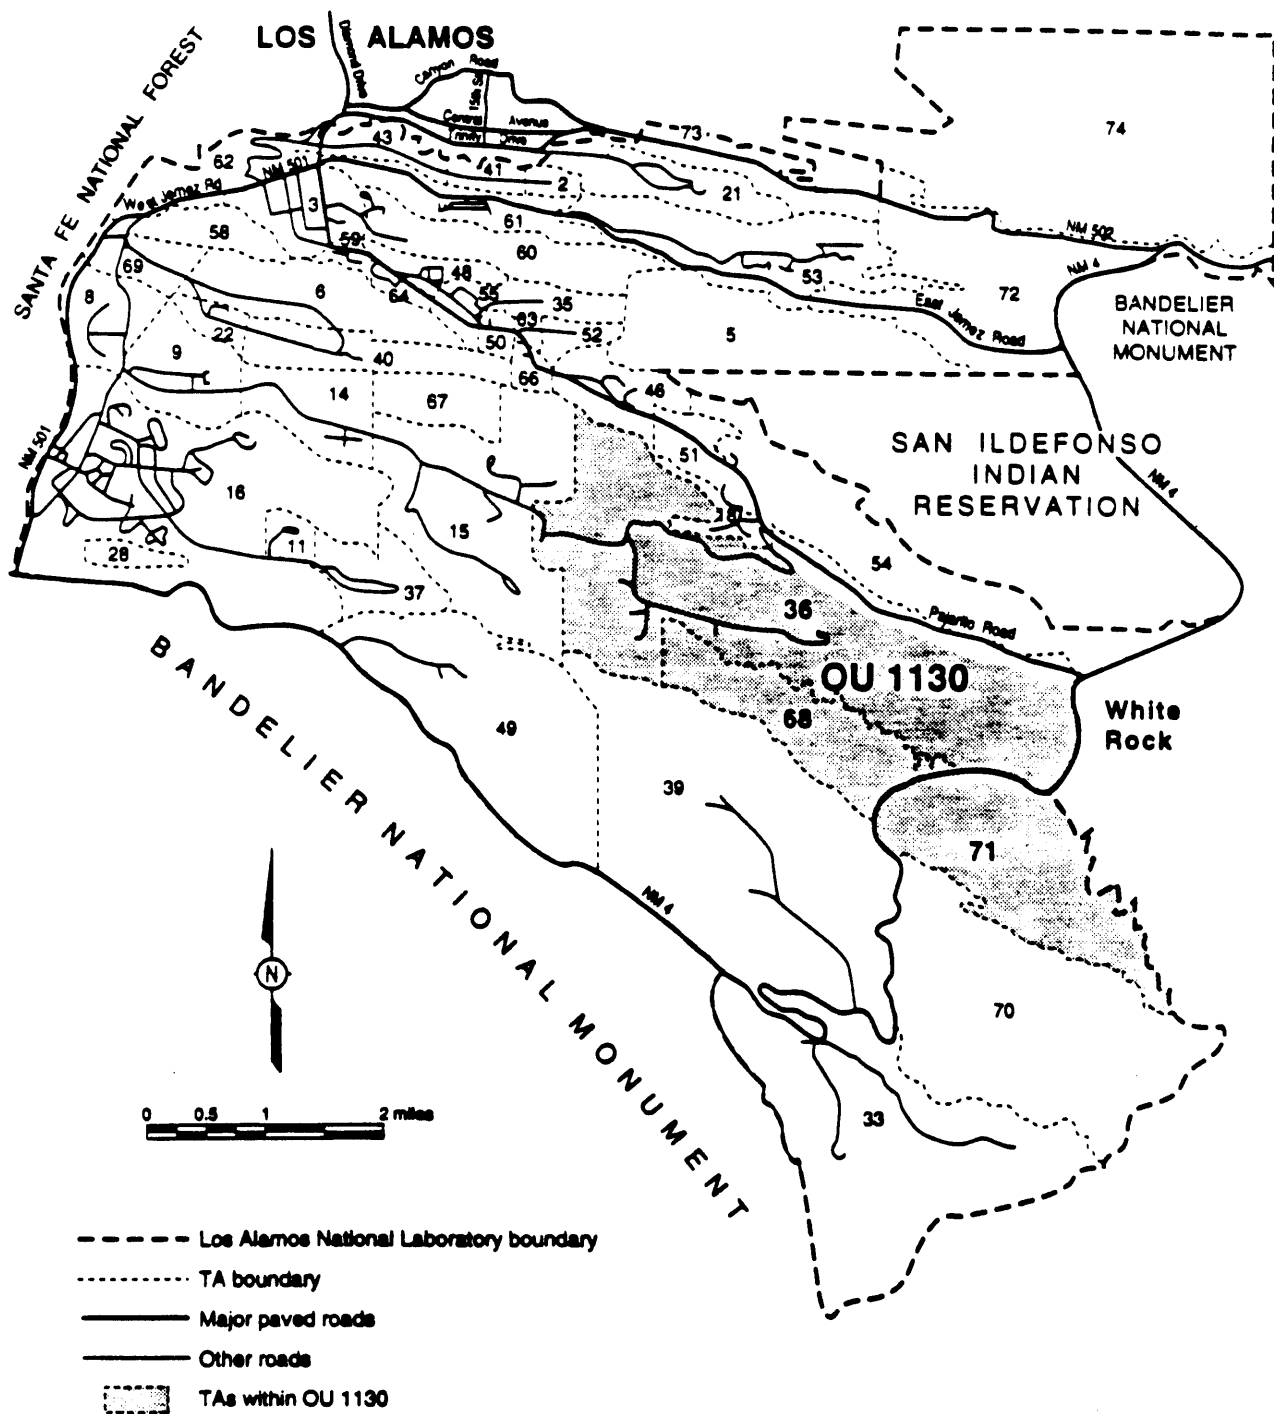 LOS ALAMOS
SANTA FE NATIONAL FOREST
Diamond Drive
Canyon Road
15th St
Central Avenue
Trinity Drive
73
74
43
62
NM 501
41
2
21
West Jemez Rd
3
61
NM 502
58
59
60
53
NM 4
69
48
72
8
6
64
55
35
East Jemez Road
BANDELIER
NATIONAL
MONUMENT
63
22
50
52
5
9
40
66
14
67
46
NM 501
51
SAN ILDEFONSO
INDIAN
RESERVATION
NM 4
16
18
15
28
11
54
37
36
Pajarito Road
OU 1130
BANDELIER NATIONAL MONUMENT
68
White
Rock
49
39
71
NM 4
N
70
33
0 0.5 1 2 miles
Los Alamos National Laboratory boundary
TA boundary
Major paved roads
Other roads
TAs within OU 1130